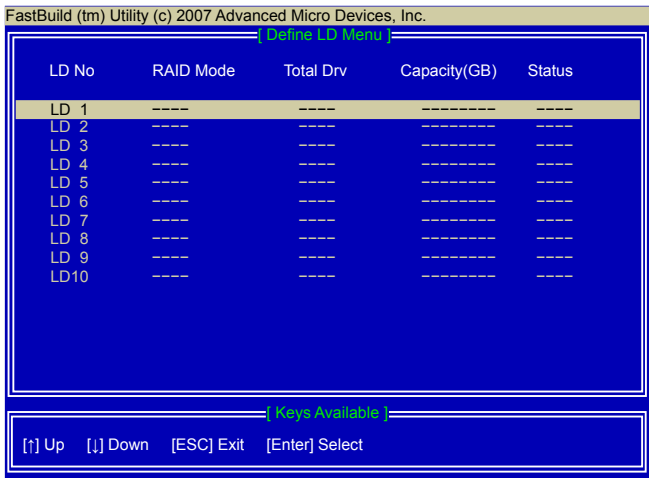 FastBuild (tm) Utility (c) 2007 Advanced Micro Devices, Inc.
[ Define LD Menu ]
LD No RAID Mode Total Drv Capacity(GB) Status
LD 1 ---- ---- -------- ----
LD 2 ---- ---- -------- ----
LD 3 ---- ---- -------- ----
LD 4 ---- ---- -------- ----
LD 5 ---- ---- -------- ----
LD 6 ---- ---- -------- ----
LD 7 ---- ---- -------- ----
LD 8 ---- ---- -------- ----
LD 9 ---- ---- -------- ----
LD10 ---- ---- -------- ----
[ Keys Available ]
[↑] Up [↓] Down [ESC] Exit [Enter] Select